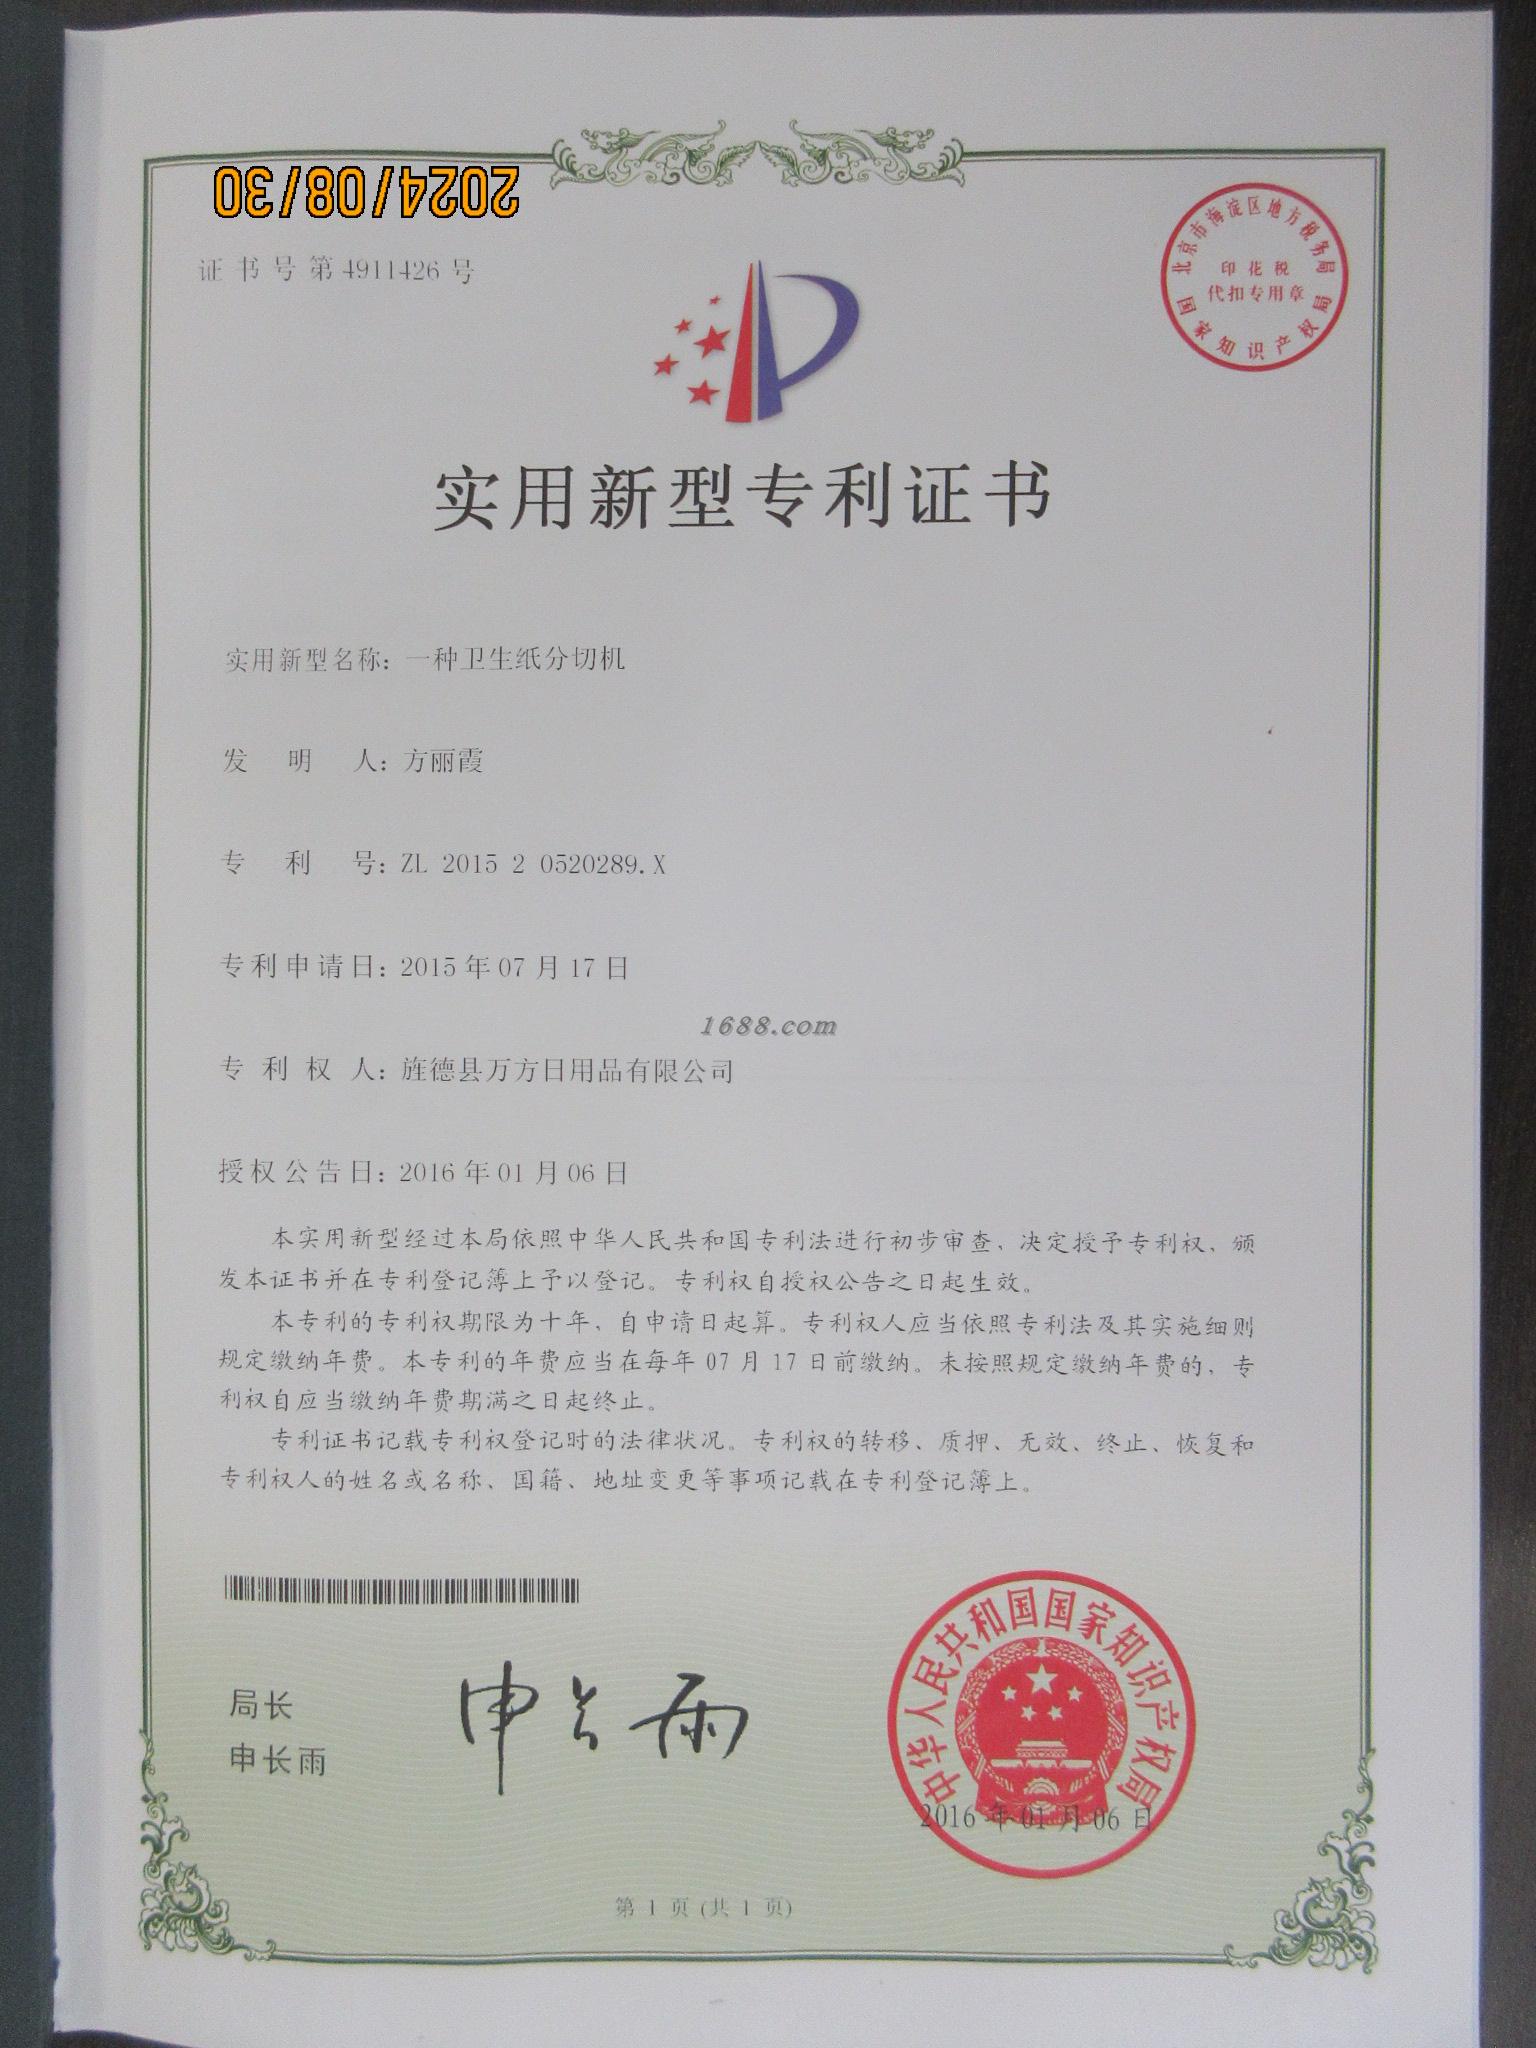 2024/08/30
证书号第4911426号
北京市海淀区地方税务局
印花税
代扣专用章
国家知识产权局
实用新型专利证书
实用新型名称：一种卫生纸分切机
发明人：方丽霞
专利号：ZL 2015 2 0520289.X
专利申请日：2015年07月17日
1688.com
专利权人：旌德县万方日用品有限公司
授权公告日：2016年01月06日
本实用新型经过本局依照中华人民共和国专利法进行初步审查，决定授予专利权，颁
发本证书并在专利登记簿上予以登记。专利权自授权公告之日起生效。
本专利的专利权期限为十年，自申请日起算。专利权人应当依照专利法及其实施细则
规定缴纳年费。本专利的年费应当在每年07月17日前缴纳。未按照规定缴纳年费的，专
利权自应当缴纳年费期满之日起终止。
专利证书记载专利权登记时的法律状况。专利权的转移、质押、无效、终止、恢复和
专利权人的姓名或名称、国籍、地址变更等事项记载在专利登记簿上。
局长
申长雨
申长雨
中华人民共和国国家知识产权局
2016年01月06日
第1页(共1页)